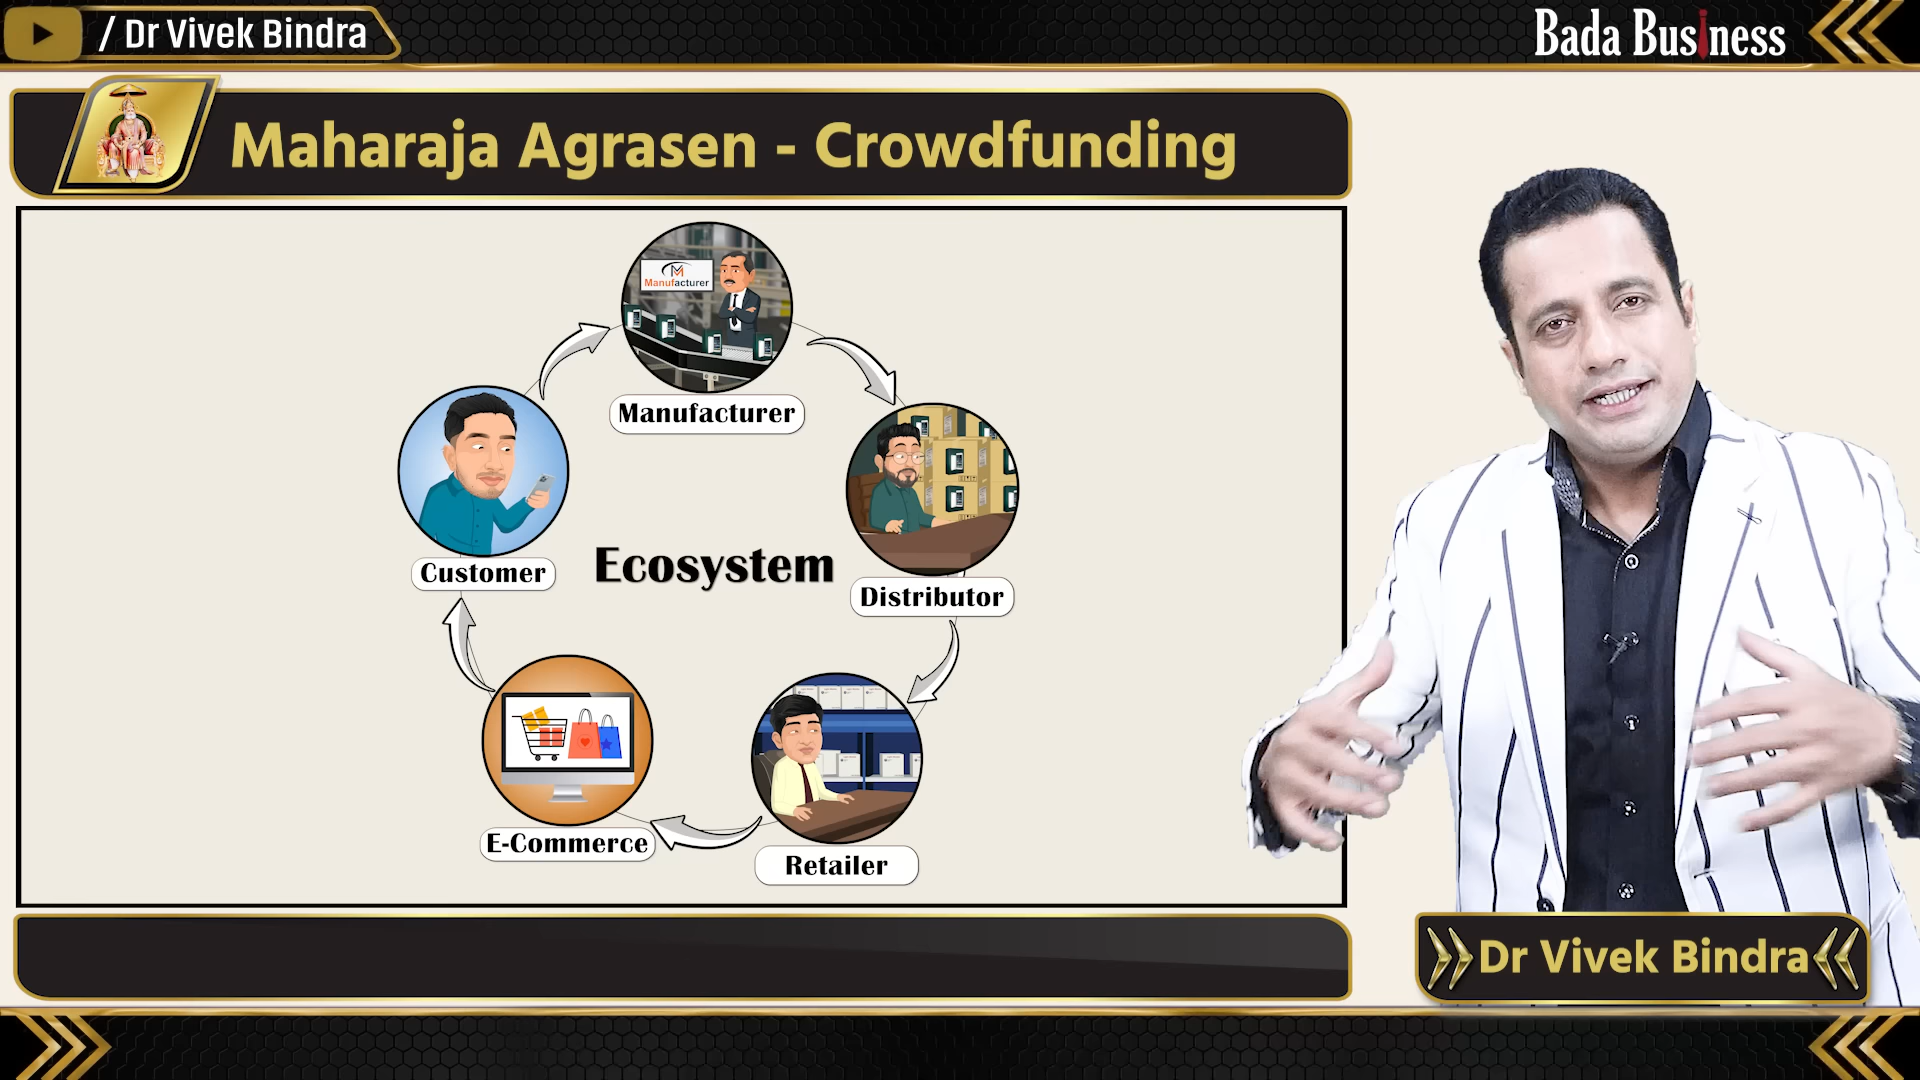 / Dr Vivek Bindra
Bada Business
Maharaja Agrasen - Crowdfunding
M
Manufacturer
Manufacturer
Customer
Ecosystem
Distributor
E-Commerce
Retailer
Dr Vivek Bindra